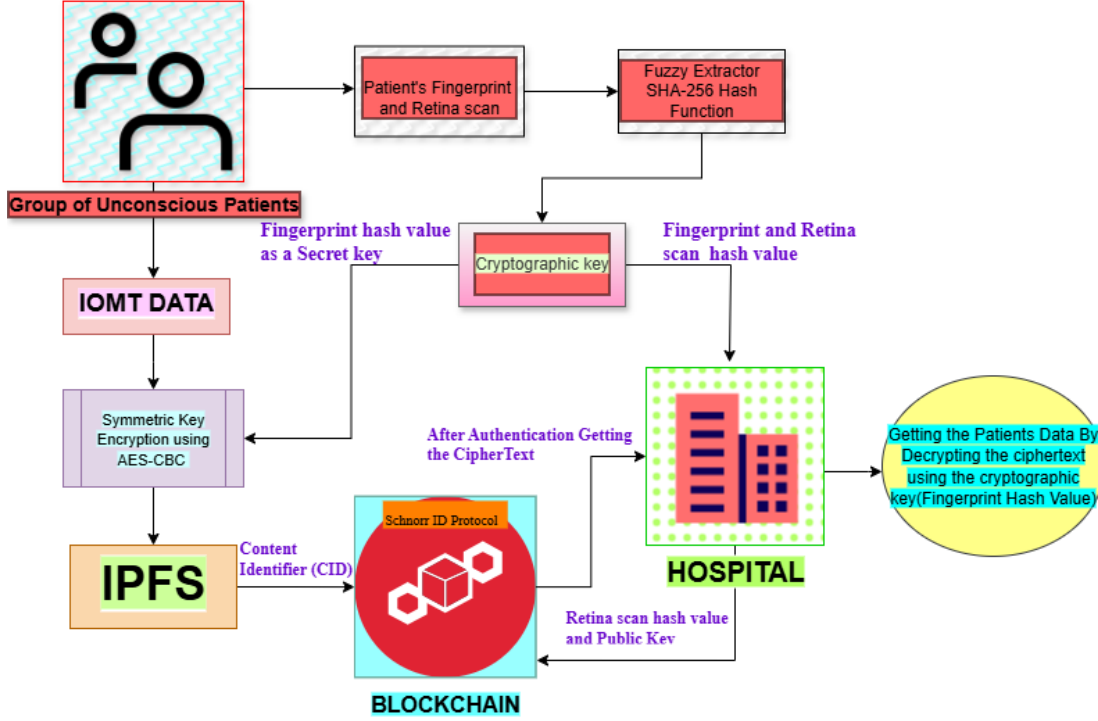 Patient's Fingerprint
and Retina scan
Fuzzy Extractor
SHA-256 Hash
Function
Group of Unconscious Patients
Fingerprint hash value
as a Secret key
Cryptographic key
Fingerprint and Retina
scan hash value
IOMT DATA
Symmetric Key
Encryption using
AES-CBC
After Authentication Getting
the CipherText
Getting the Patients Data By
Decrypting the ciphertext
using the cryptographic
key(Fingerprint Hash Value)
Schnorr ID Protocol
IPFS
Content
Identifier (CID)
HOSPITAL
Retina scan hash value
and Public Key
BLOCKCHAIN